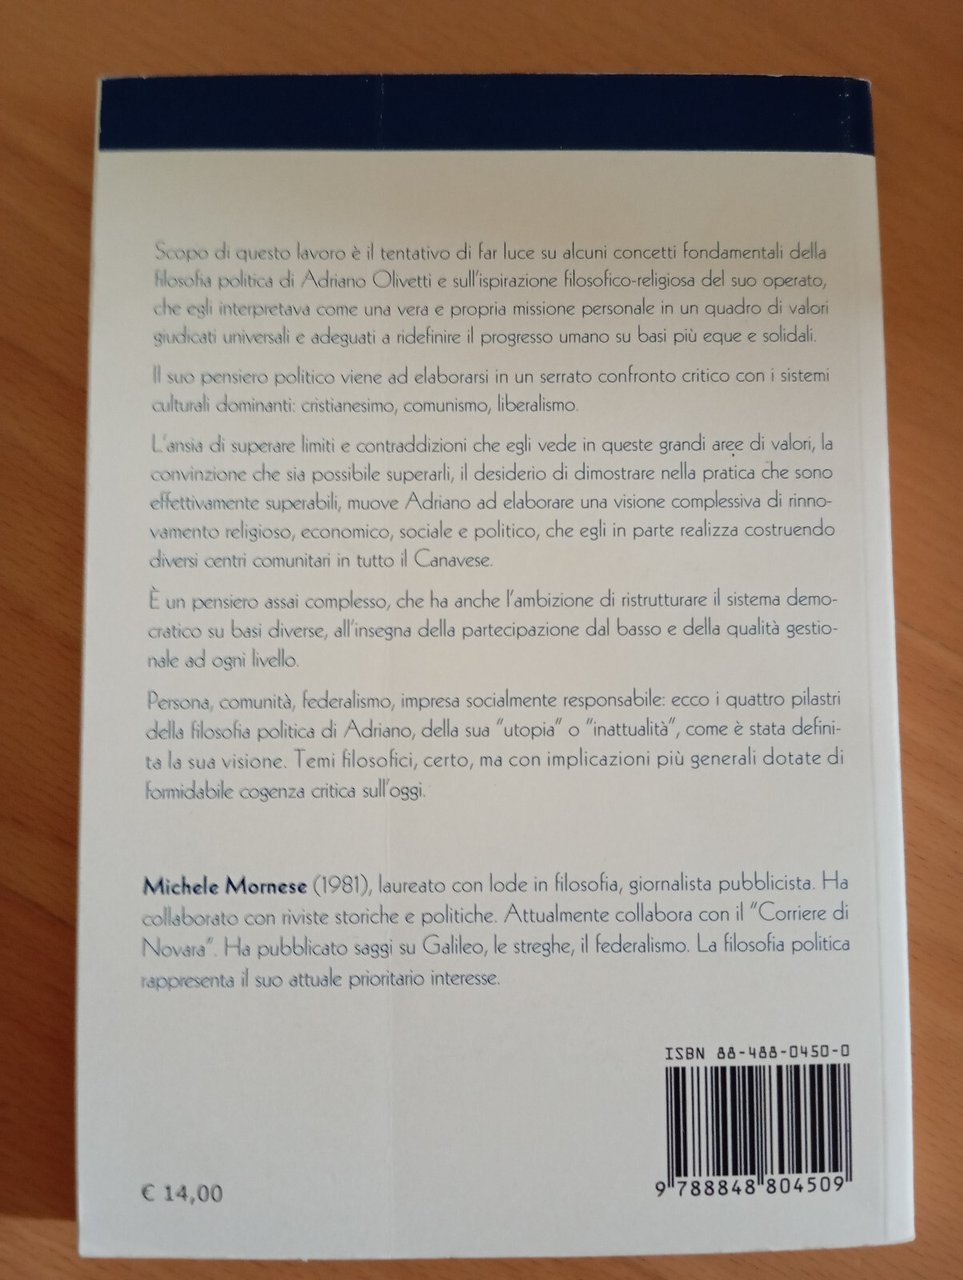 Scopo di questo lavoro è il tentativo di far luce su alcuni concetti fondamentali della
filosofia politica di Adriano Olivetti e sull'ispirazione filosofico-religiosa del suo operato,
che egli interpretava come una vera e propria missione personale in un quadro di valori
giudicati universali e adeguati a ridefinire il progresso umano su basi più eque e solidali.
Il suo pensiero politico viene ad elaborarsi in un serrato confronto critico con i sistemi
culturali dominanti: cristianesimo, comunismo, liberalismo.
L'ansia di superare limiti e contraddizioni che egli vede in queste grandi aree di valori, la
convinzione che sia possibile superarli, il desiderio di dimostrare nella pratica che sono
effettivamente superabili, muove Adriano ad elaborare una visione complessiva di rinno-
vamento religioso, economico, sociale e politico, che egli in parte realizza costruendo
diversi centri comunitari in tutto il Canavese.
È un pensiero assai complesso, che ha anche l'ambizione di ristrutturare il sistema demo-
cratico su basi diverse, all'insegna della partecipazione dal basso e della qualità gestio-
nale ad ogni livello.
Persona, comunità, federalismo, impresa socialmente responsabile: ecco i quattro pilastri
della filosofia politica di Adriano, della sua "utopia" o "inattualità", come è stata defini-
ta la sua visione. Temi filosofici, certo, ma con implicazioni più generali dotate di
formidabile cogenza critica sull'oggi.
Michele Mornese (1981), laureato con lode in filosofia, giornalista pubblicista. Ha
collaborato con riviste storiche e politiche. Attualmente collabora con il "Corriere di
Novara". Ha pubblicato saggi su Galileo, le streghe, il federalismo. La filosofia politica
rappresenta il suo attuale prioritario interesse.
ISBN 88-488-0450-0
9 788848 804509
€ 14,00